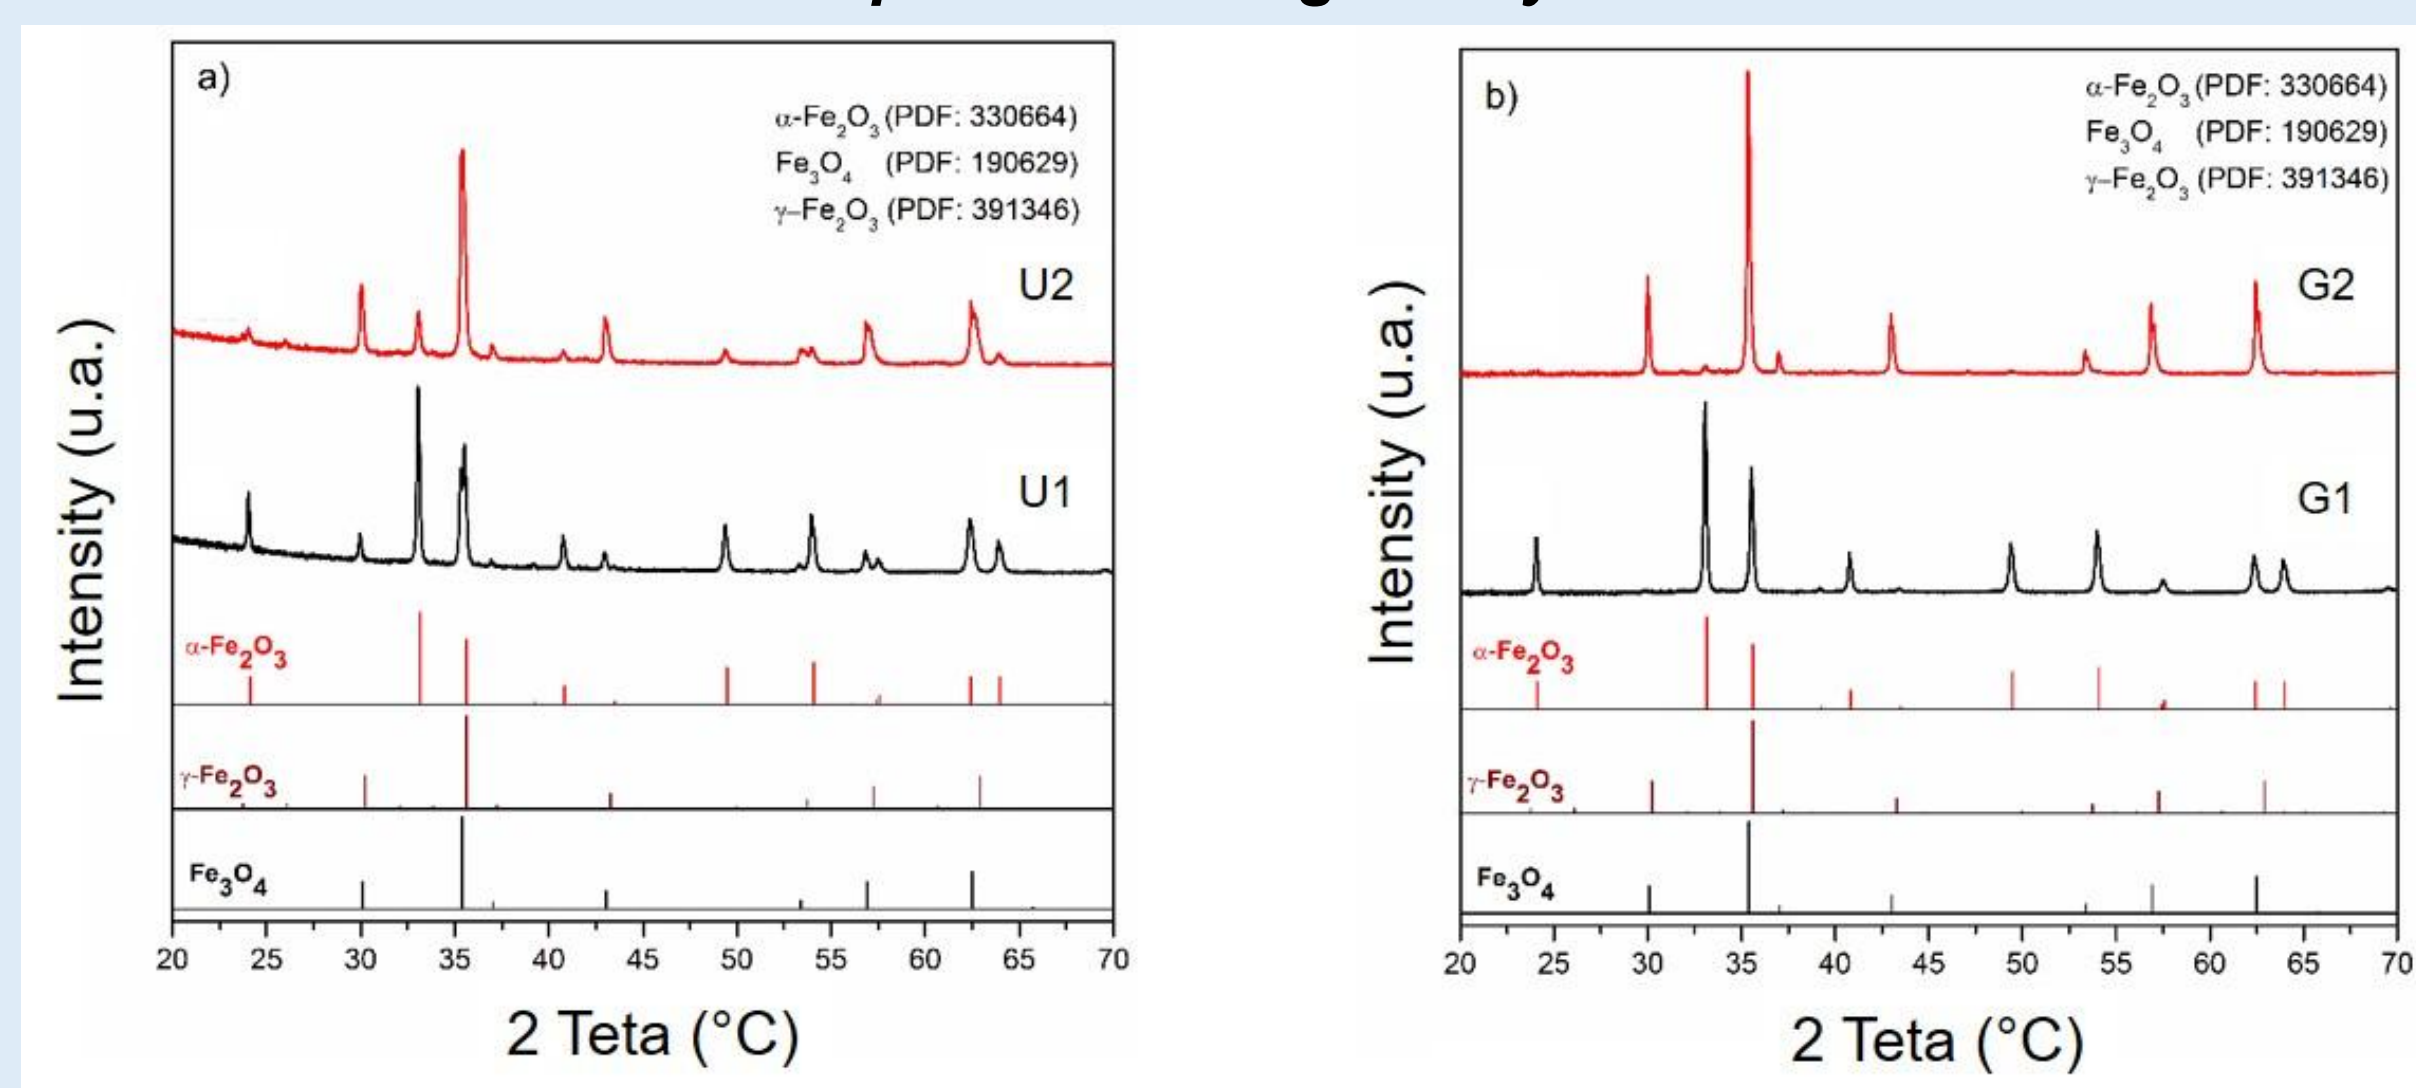 a)
α-Fe2O3 (PDF: 330664)
Fe3O4 (PDF: 190629)
γ–Fe2O3 (PDF: 391346)
U2
U1
α-Fe2O3
γ-Fe2O3
Fe3O4
Intensity (u.a.)
20 25 30 35 40 45 50 55 60 65 70
2 Teta (°C)
b)
α-Fe2O3 (PDF: 330664)
Fe3O4 (PDF: 190629)
γ–Fe2O3 (PDF: 391346)
G2
G1
α-Fe2O3
γ-Fe2O3
Fe3O4
Intensity (u.a.)
20 25 30 35 40 45 50 55 60 65 70
2 Teta (°C)